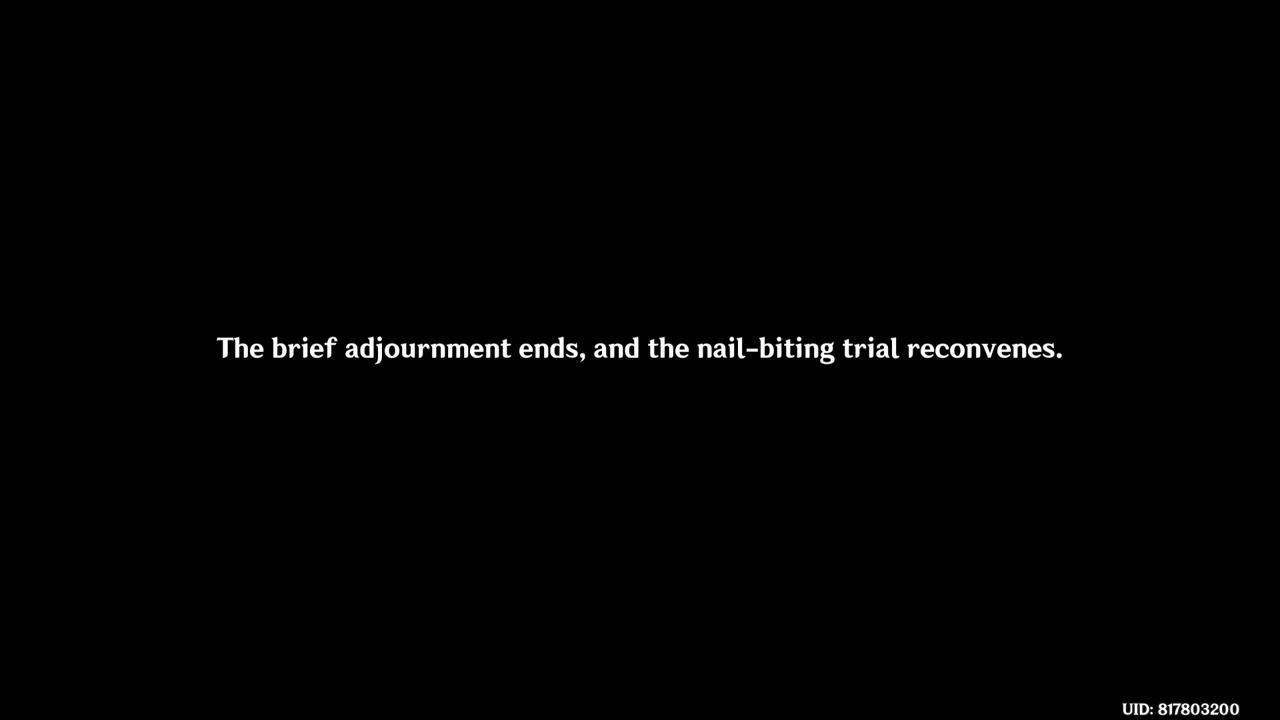 The brief adjournment ends, and the nail-biting trial reconvenes.
UID: 817803200